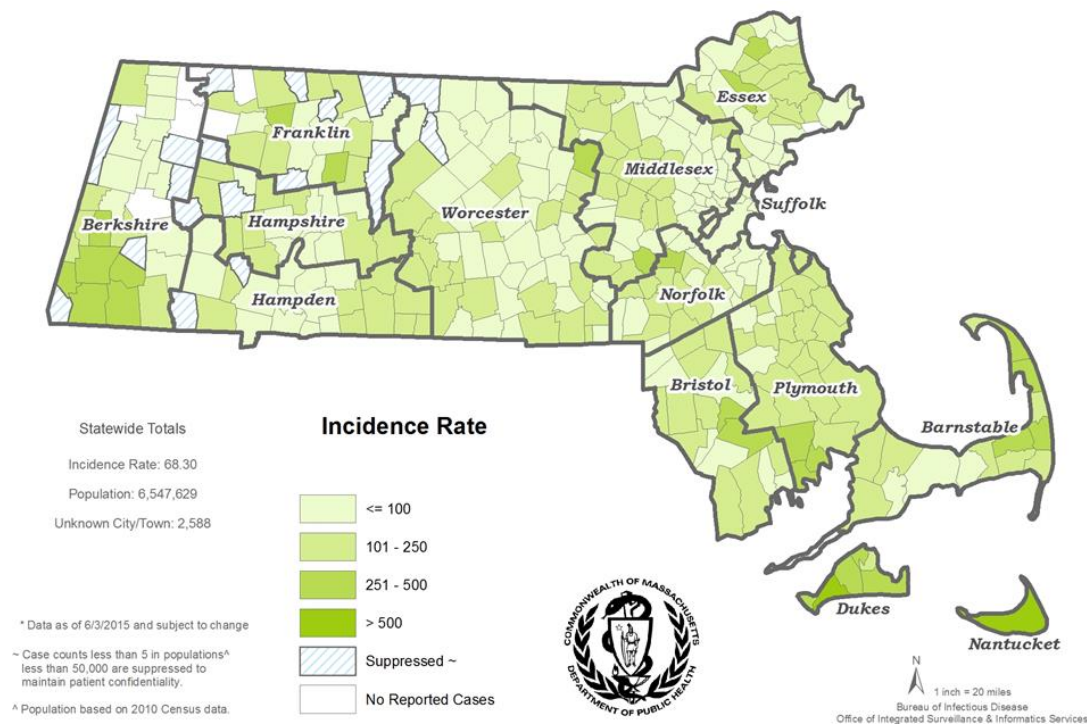 Essex
Franklin
Middlesex
Suffolk
Berkshire
Hampshire
Worcester
Hampden
Norfolk
Bristol
Plymouth
Barnstable
Dukes
Nantucket
Statewide Totals
Incidence Rate: 68.30
Population: 6,547,629
Unknown City/Town: 2,588
Incidence Rate
<= 100
101 - 250
251 - 500
> 500
Suppressed ~
No Reported Cases
* Data as of 6/3/2015 and subject to change
~ Case counts less than 5 in populations^
less than 50,000 are suppressed to
maintain patient confidentiality.
^ Population based on 2010 Census data.
COMMONWEALTH OF MASSACHUSETTS
DEPARTMENT OF PUBLIC HEALTH
N
1 inch = 20 miles
Bureau of Infectious Disease
Office of Integrated Surveillance & Informatics Services